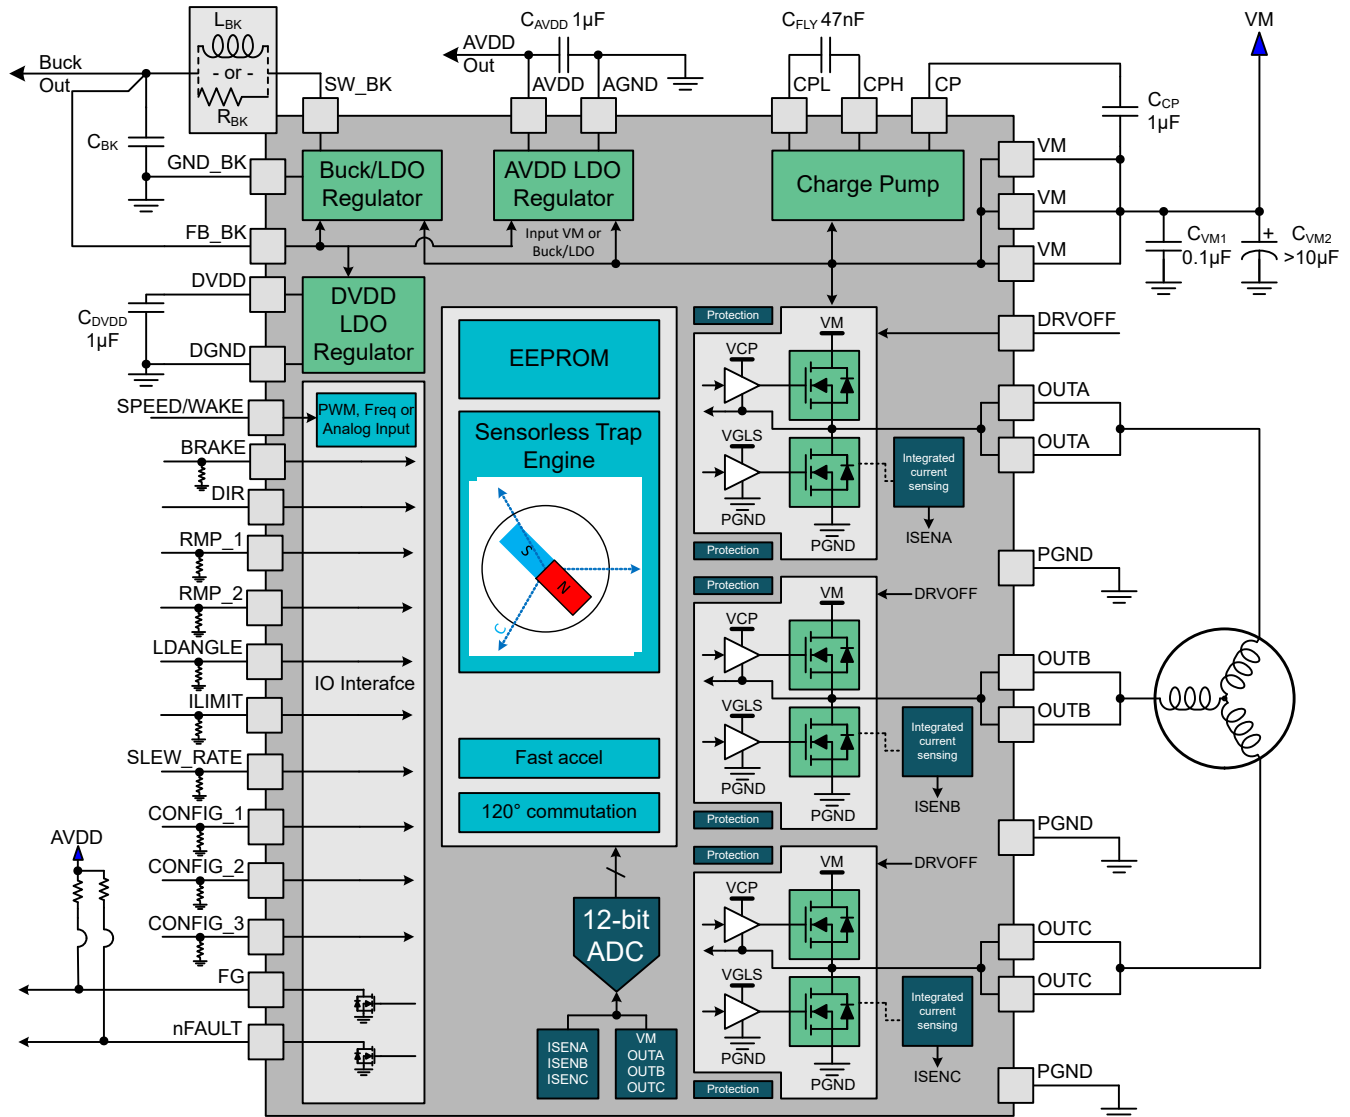 LBK
- or -
RBK
Buck
Out
SW_BK
CBK
GND_BK
FB_BK
CAVDD 1µF
AVDD
Out
AVDD
AGND
CFLY 47nF
CPL
CPH
CP
CCP
1µF
VM
VM
VM
VM
CVM1
0.1µF
CVM2
>10µF
+
Buck/LDO
Regulator
AVDD LDO
Regulator
Charge Pump
Input VM or
Buck/LDO
DVDD
CDVDD
1µF
DGND
DVDD
LDO
Regulator
SPEED/WAKE
PWM, Freq or
Analog Input
BRAKE
DIR
RMP_1
RMP_2
LDANGLE
ILIMIT
SLEW_RATE
CONFIG_1
CONFIG_2
CONFIG_3
AVDD
FG
nFAULT
IO Interafce
EEPROM
Sensorless Trap
Engine
S
N
C
Fast accel
120° commutation
12-bit
ADC
ISENA
ISENB
ISENC
VM
OUTA
OUTB
OUTC
Protection
VM
VCP
VGLS
PGND
PGND
Integrated
current
sensing
ISENA
Protection
DRVOFF
OUTA
OUTA
PGND
Protection
VM
DRVOFF
VCP
VGLS
PGND
PGND
Integrated
current
sensing
ISENB
Protection
OUTB
OUTB
PGND
Protection
VM
DRVOFF
VCP
VGLS
PGND
PGND
Integrated
current
sensing
ISENC
Protection
OUTC
OUTC
PGND